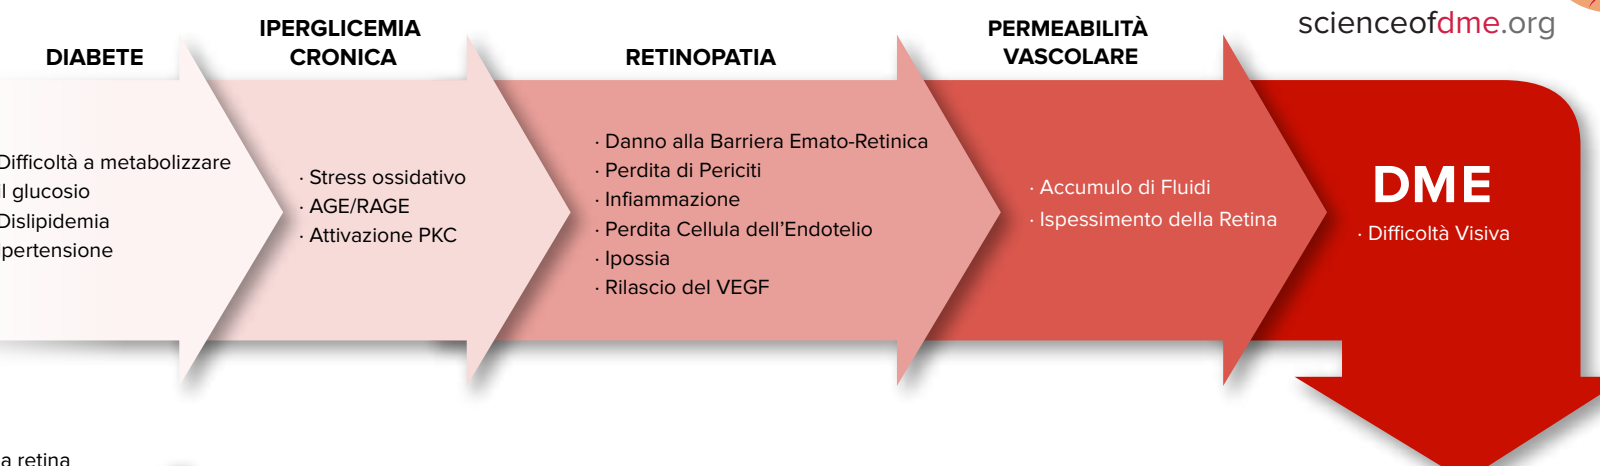 scienceofdme.org
DIABETE
Difficoltà a metabolizzare
il glucosio
Dislipidemia
pertensione
IPERGLICEMIA
CRONICA
· Stress ossidativo
· AGE/RAGE
· Attivazione PKC
RETINOPATIA
· Danno alla Barriera Emato-Retinica
· Perdita di Periciti
· Infiammazione
· Perdita Cellula dell’Endotelio
· Ipossia
· Rilascio del VEGF
PERMEABILITÀ
VASCOLARE
· Accumulo di Fluidi
· Ispessimento della Retina
DME
· Difficoltà Visiva
a retina